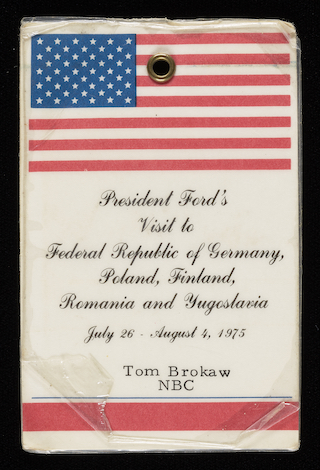 President Ford's
Visit to
Federal Republic of Germany,
Poland, Finland,
Romania and Yugoslavia
July 26 - August 4, 1975
Tom Brokaw
NBC